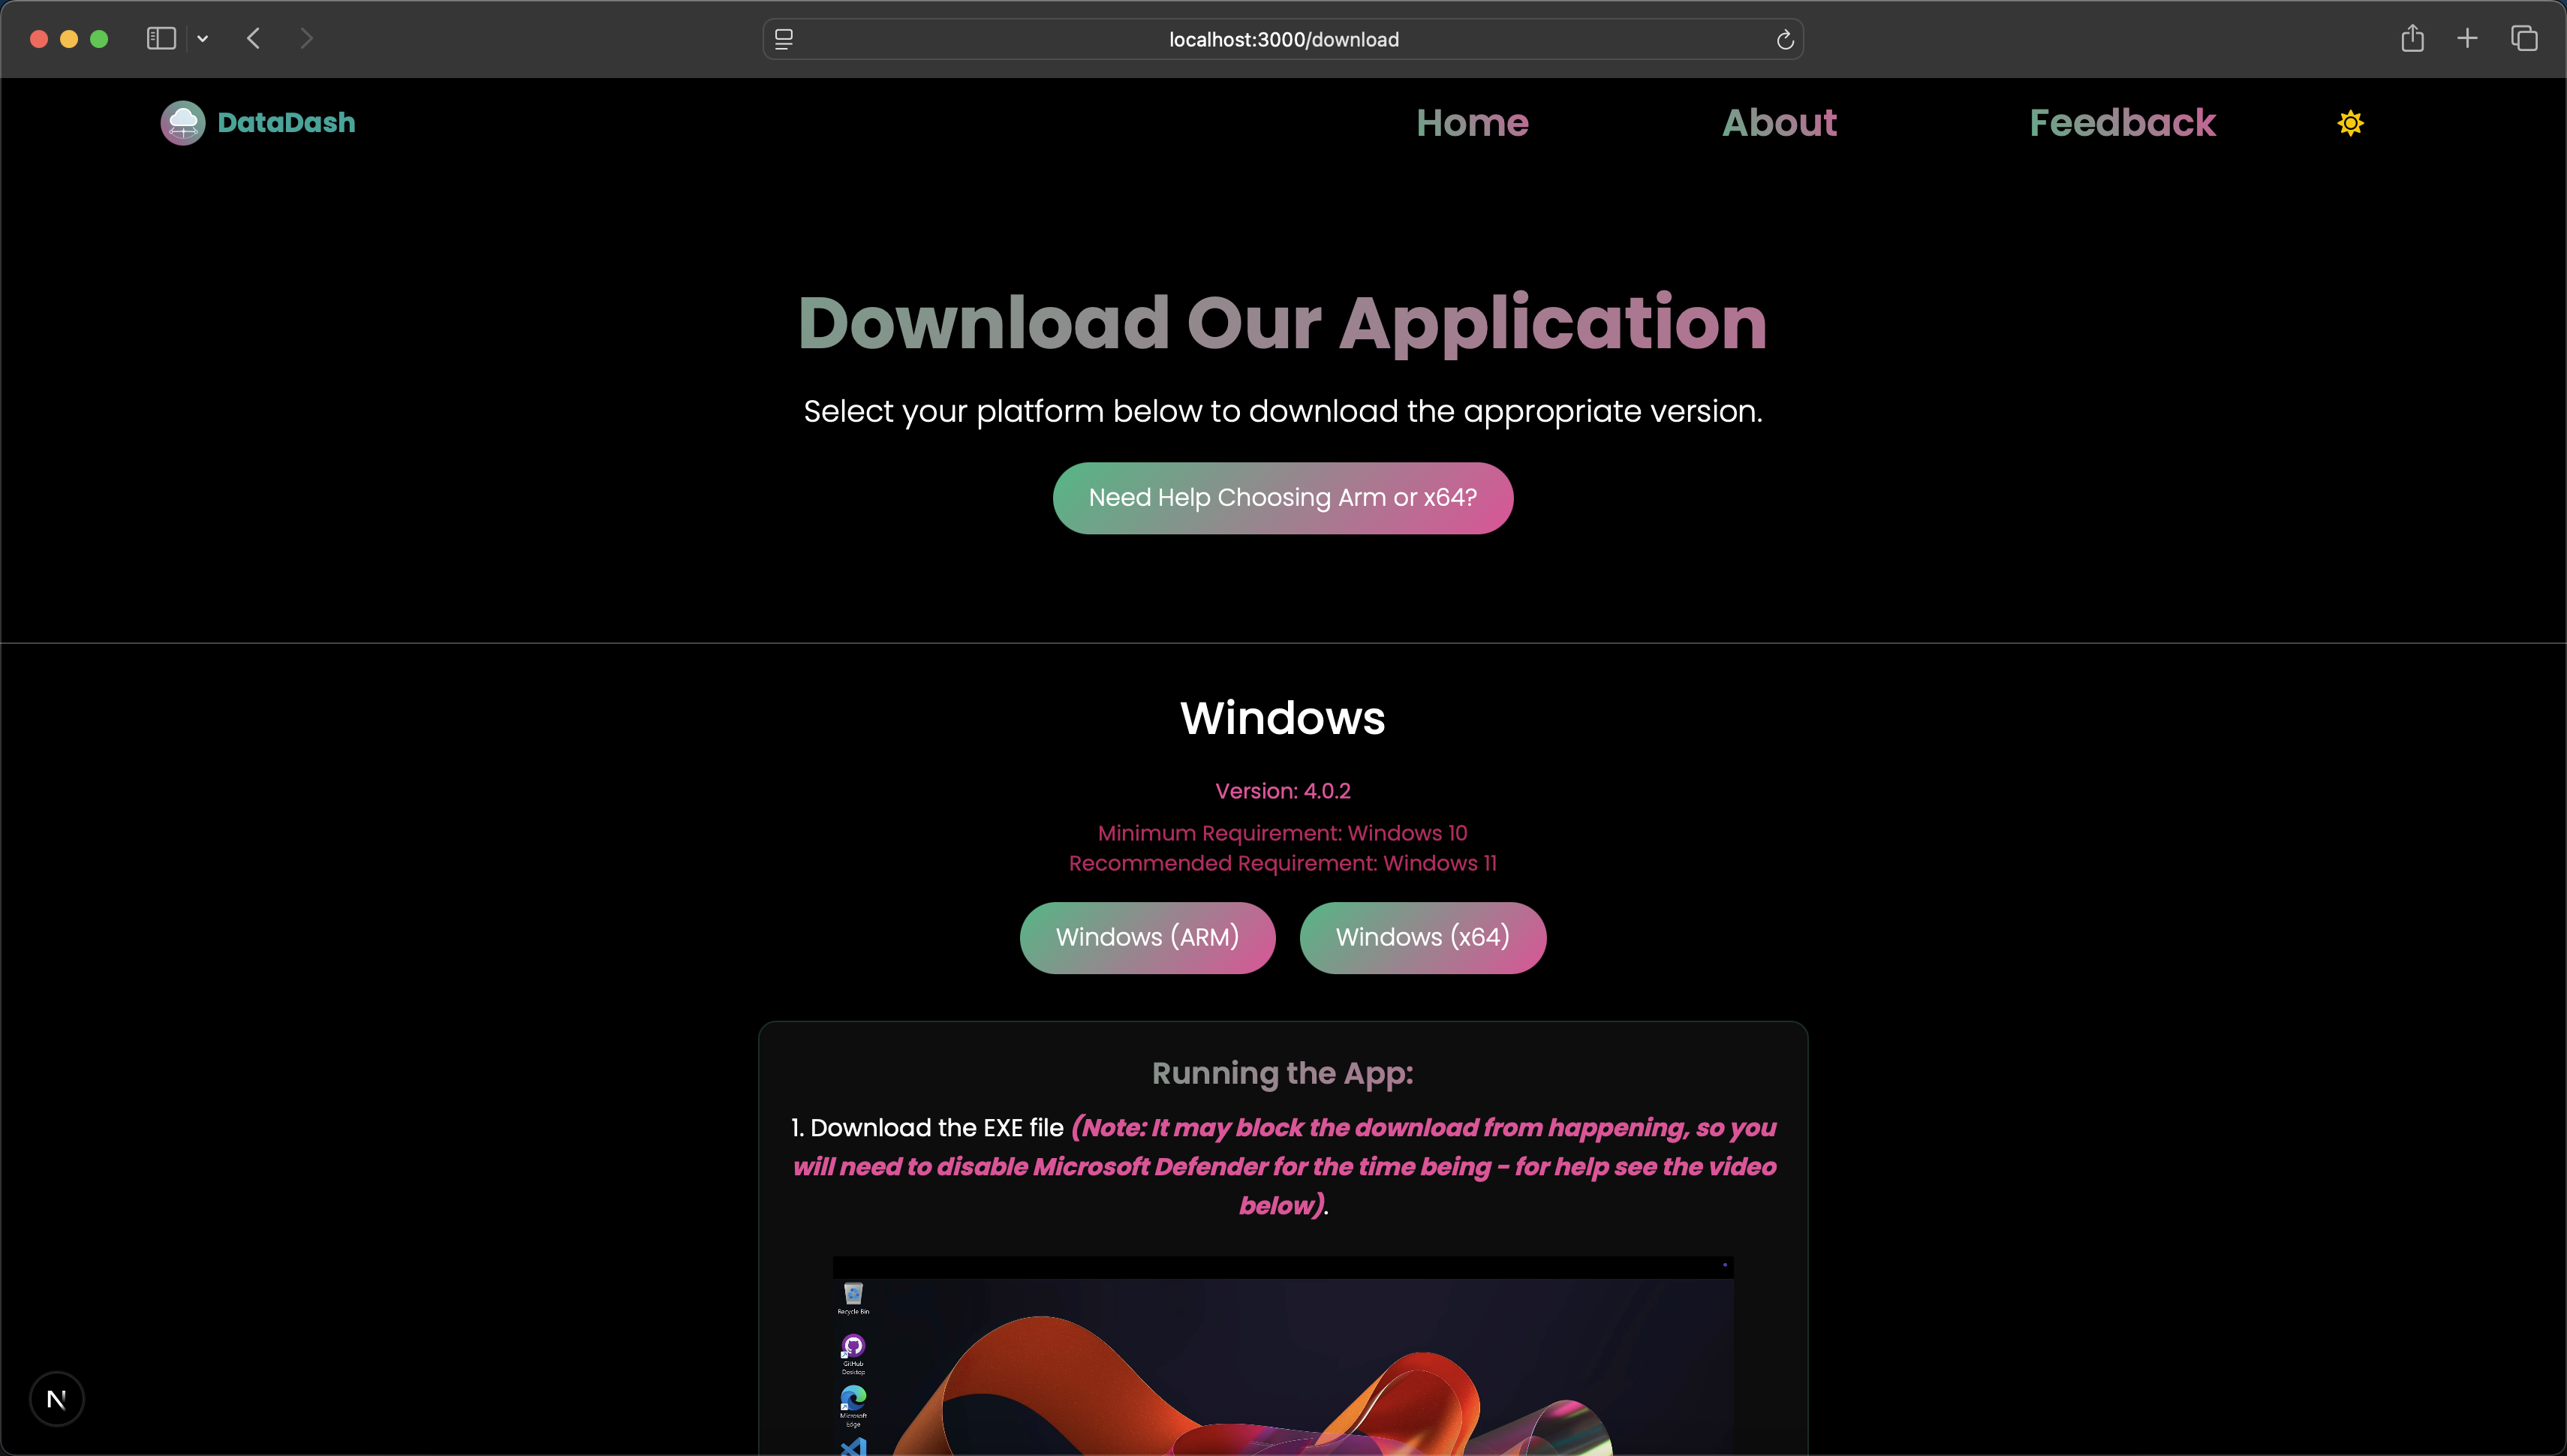 localhost:3000/download
DataDash
Home
About
Feedback
Download Our Application
Select your platform below to download the appropriate version.
Need Help Choosing Arm or x64?
Windows
Version: 4.0.2
Minimum Requirement: Windows 10
Recommended Requirement: Windows 11
Windows (ARM)
Windows (x64)
Running the App:
1. Download the EXE file (Note: It may block the download from happening, so you
will need to disable Microsoft Defender for the time being - for help see the video
below).
Recycle Bin
GitHub
Desktop
Microsoft
Edge
N